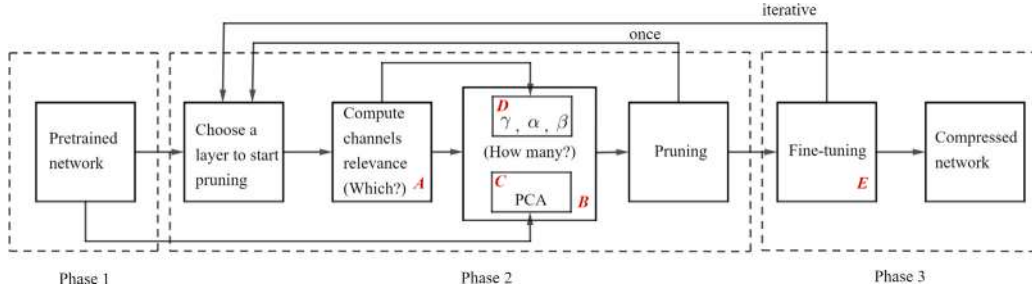 iterative
once
Pretrained
network
Choose a
layer to start
pruning
Compute
channels
relevance
(Which?) A
D
γ , α , β
(How many?)
C
PCA
B
Pruning
Fine-tuning
E
Compressed
network
Phase 1
Phase 2
Phase 3